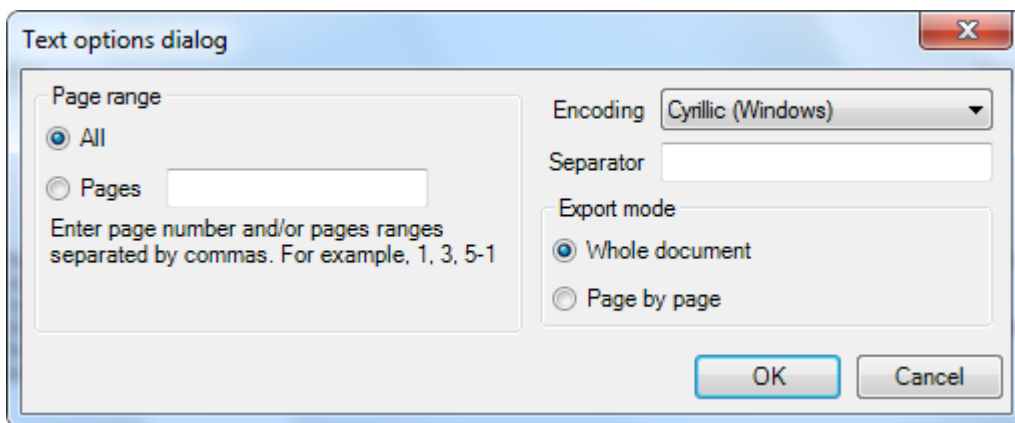 Text options dialog
Page range
All
Pages
Enter page number and/or pages ranges
separated by commas. For example, 1, 3, 5-1
Encoding Cyrillic (Windows)
Separator
Export mode
Whole document
Page by page
OK Cancel